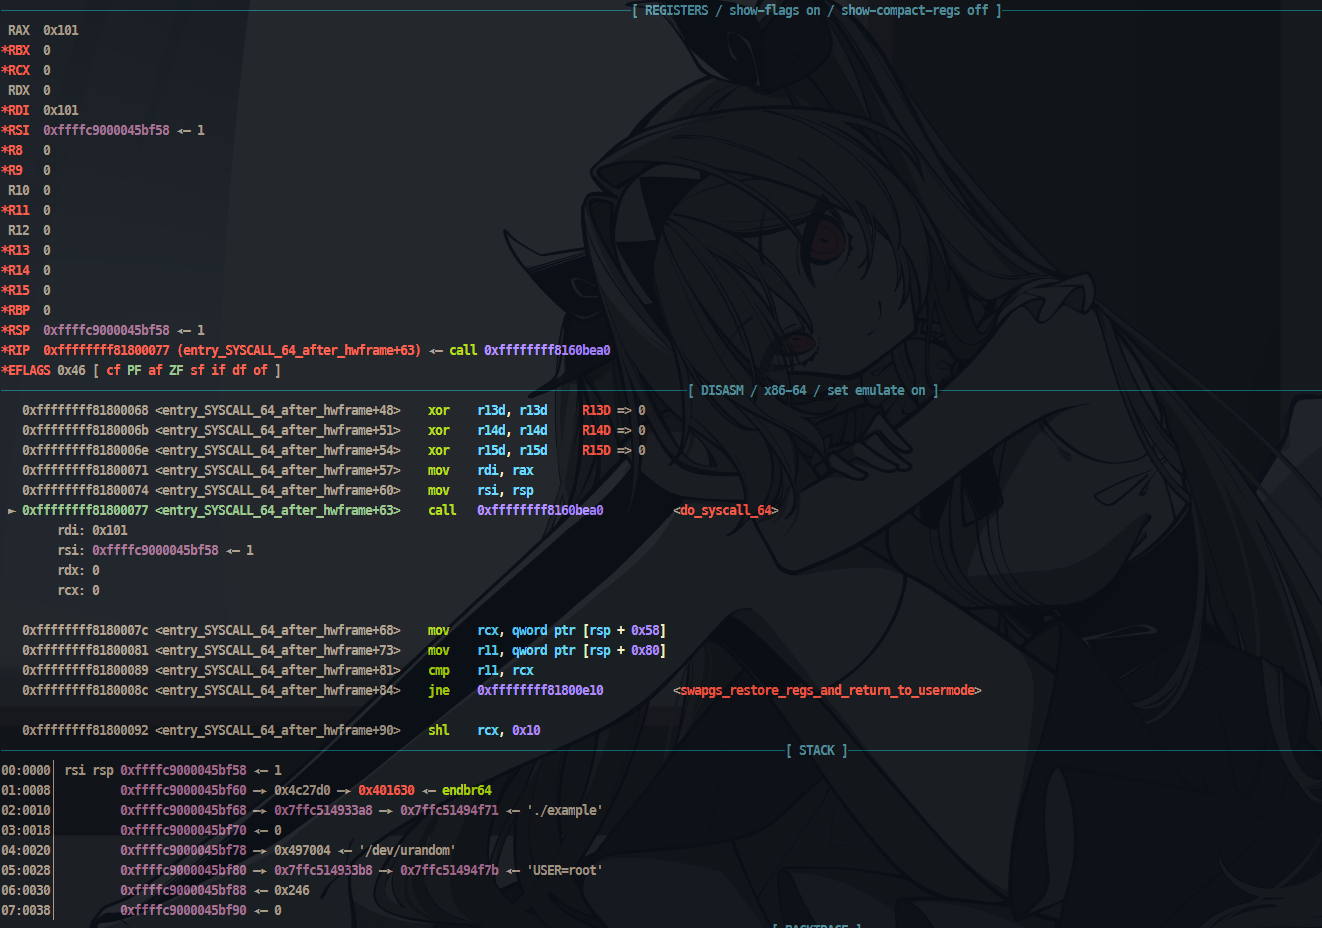 [ REGISTERS / show-flags on / show-compact-regs off ]
RAX 0x101
*RBX 0
*RCX 0
RDX 0
*RDI 0x101
*RSI 0xffffc9000045bf58 ◂— 1
*R8 0
*R9 0
R10 0
*R11 0
R12 0
*R13 0
*R14 0
*R15 0
*RBP 0
*RSP 0xffffc9000045bf58 ◂— 1
*RIP 0xffffffff81800077 (entry_SYSCALL_64_after_hwframe+63) ◂— call 0xffffffff8160bea0
*EFLAGS 0x46 [ cf PF af ZF sf if df of ]
[ DISASM / x86-64 / set emulate on ]
0xffffffff81800068 <entry_SYSCALL_64_after_hwframe+48> xor r13d, r13d R13D => 0
0xffffffff8180006b <entry_SYSCALL_64_after_hwframe+51> xor r14d, r14d R14D => 0
0xffffffff8180006e <entry_SYSCALL_64_after_hwframe+54> xor r15d, r15d R15D => 0
0xffffffff81800071 <entry_SYSCALL_64_after_hwframe+57> mov rdi, rax
0xffffffff81800074 <entry_SYSCALL_64_after_hwframe+60> mov rsi, rsp
► 0xffffffff81800077 <entry_SYSCALL_64_after_hwframe+63> call 0xffffffff8160bea0 <do_syscall_64>
rdi: 0x101
rsi: 0xffffc9000045bf58 ◂— 1
rdx: 0
rcx: 0
0xffffffff8180007c <entry_SYSCALL_64_after_hwframe+68> mov rcx, qword ptr [rsp + 0x58]
0xffffffff81800081 <entry_SYSCALL_64_after_hwframe+73> mov r11, qword ptr [rsp + 0x80]
0xffffffff81800089 <entry_SYSCALL_64_after_hwframe+81> cmp r11, rcx
0xffffffff8180008c <entry_SYSCALL_64_after_hwframe+84> jne 0xffffffff81800e10 <swapgs_restore_regs_and_return_to_usermode>
0xffffffff81800092 <entry_SYSCALL_64_after_hwframe+90> shl rcx, 0x10
[ STACK ]
00:0000│ rsi rsp 0xffffc9000045bf58 ◂— 1
01:0008│ 0xffffc9000045bf60 —▸ 0x4c27d0 —▸ 0x401630 ◂— endbr64
02:0010│ 0xffffc9000045bf68 —▸ 0x7ffc514933a8 —▸ 0x7ffc51494f71 ◂— './example'
03:0018│ 0xffffc9000045bf70 ◂— 0
04:0020│ 0xffffc9000045bf78 —▸ 0x497004 ◂— '/dev/urandom'
05:0028│ 0xffffc9000045bf80 —▸ 0x7ffc514933b8 —▸ 0x7ffc51494f7b ◂— 'USER=root'
06:0030│ 0xffffc9000045bf88 ◂— 0x246
07:0038│ 0xffffc9000045bf90 ◂— 0
[ BACKTRACE ]